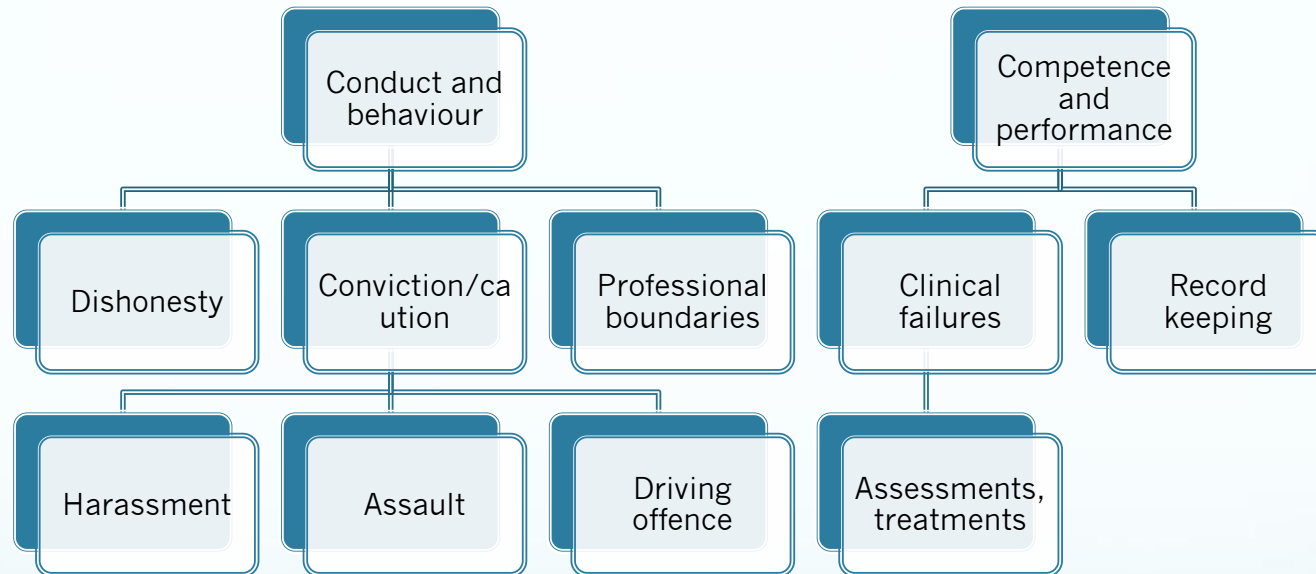 Conduct and
behaviour
Competence
and
performance
Dishonesty
Conviction/ca
ution
Professional
boundaries
Clinical
failures
Record
keeping
Harassment
Assault
Driving
offence
Assessments,
treatments